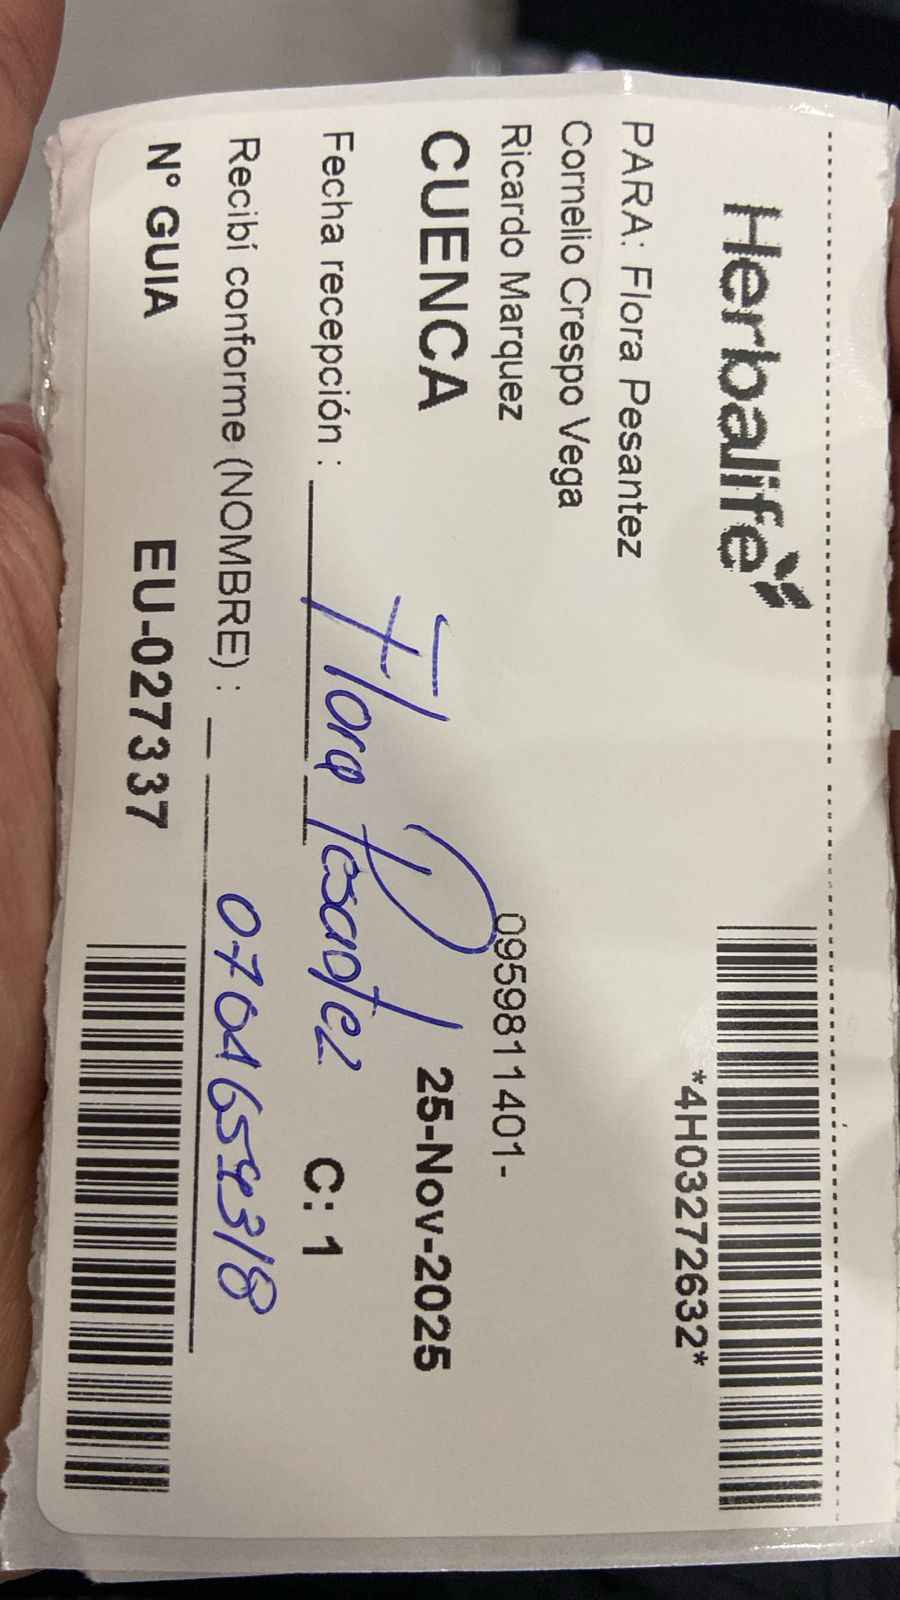 Herbalife
*4H03272632*
PARA: Flora Pesantez
Cornelio Crespo Vega
Ricardo Marquez
0959811401-
CUENCA
25-Nov-2025
Fecha recepción :
Flora Pesantez
C: 1
Recibí conforme (NOMBRE) :
N° GUIA
EU-027337